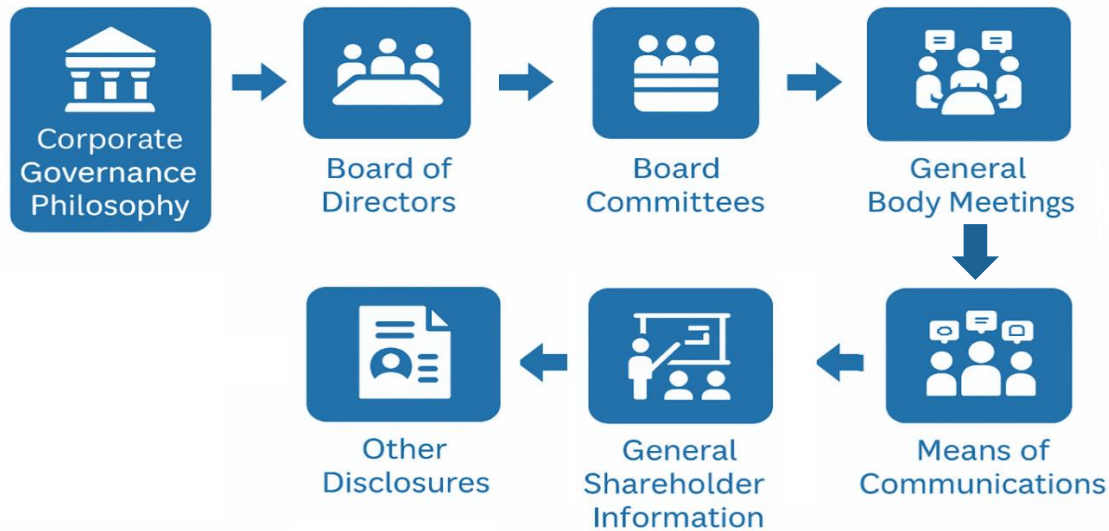 Corporate
Governance
Philosophy
Board of
Directors
Board
Committees
General
Body Meetings
Means of
Communications
General
Shareholder
Information
Other
Disclosures